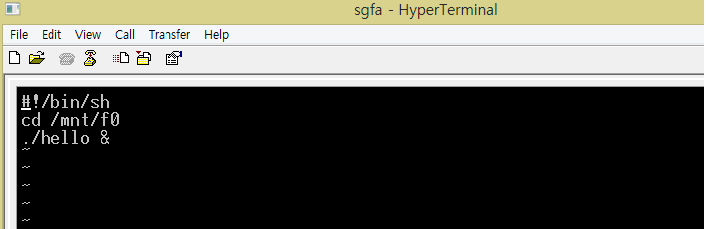 sgfa - HyperTerminal
File Edit View Call Transfer Help
#!/bin/sh
cd /mnt/f0
./hello &
~
~
~
~
~